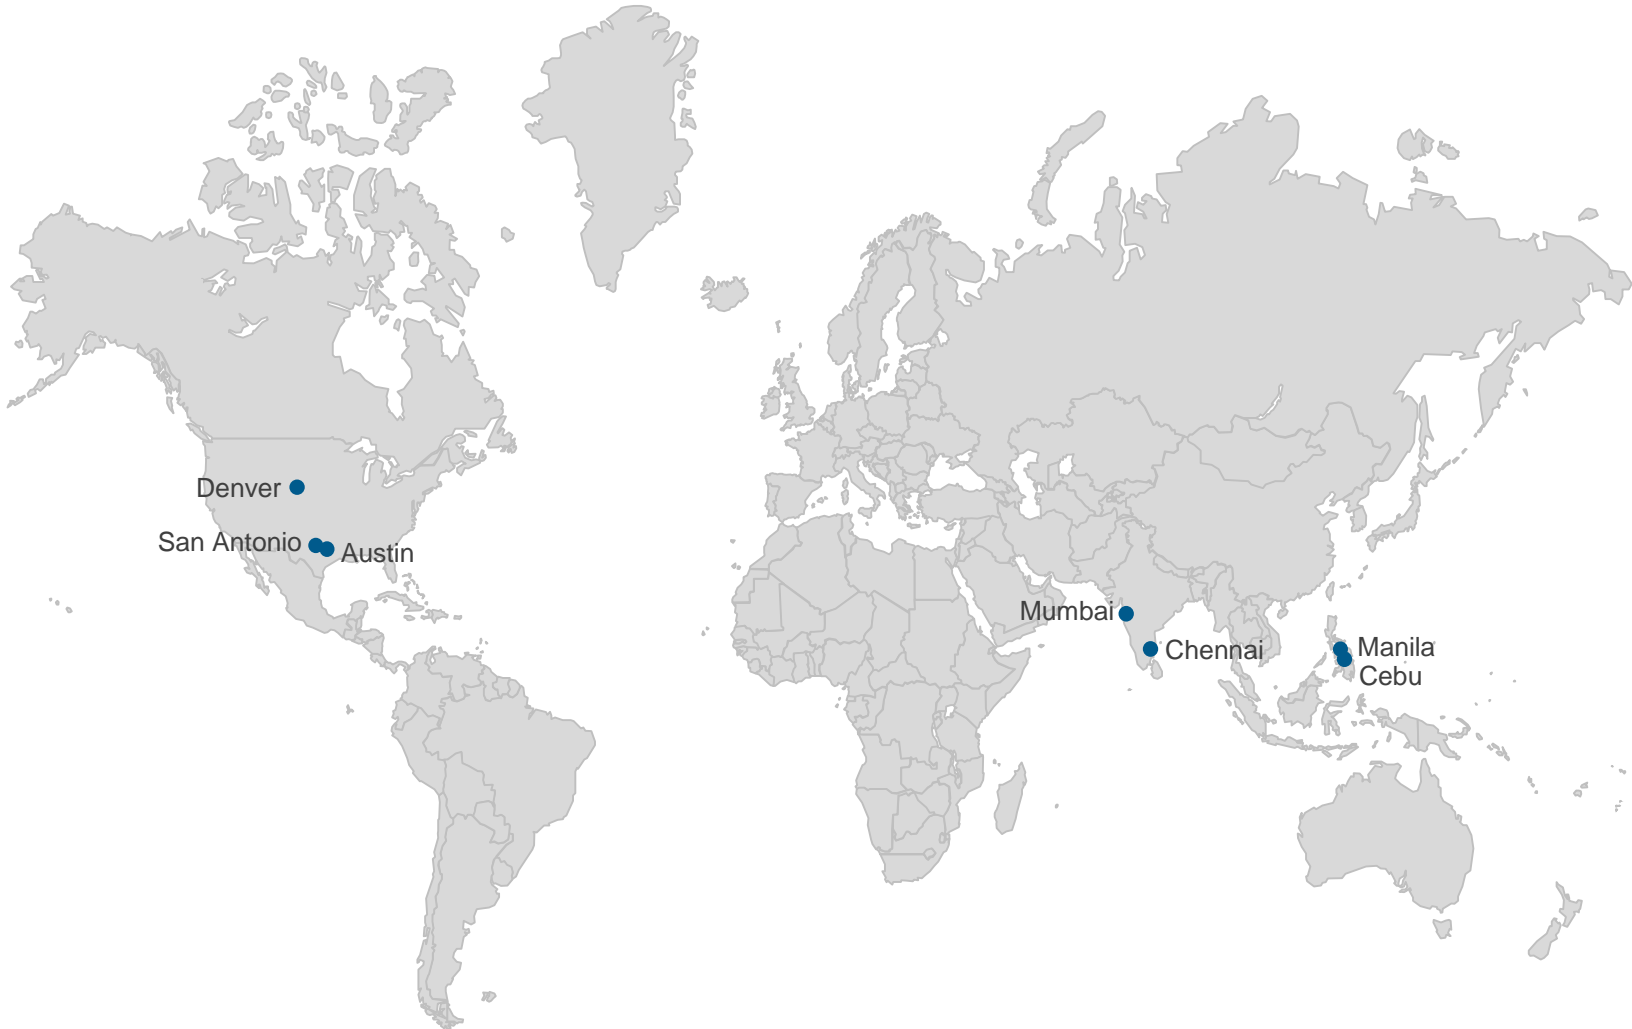 Denver
San Antonio
Austin
Mumbai
Chennai
Manila
Cebu